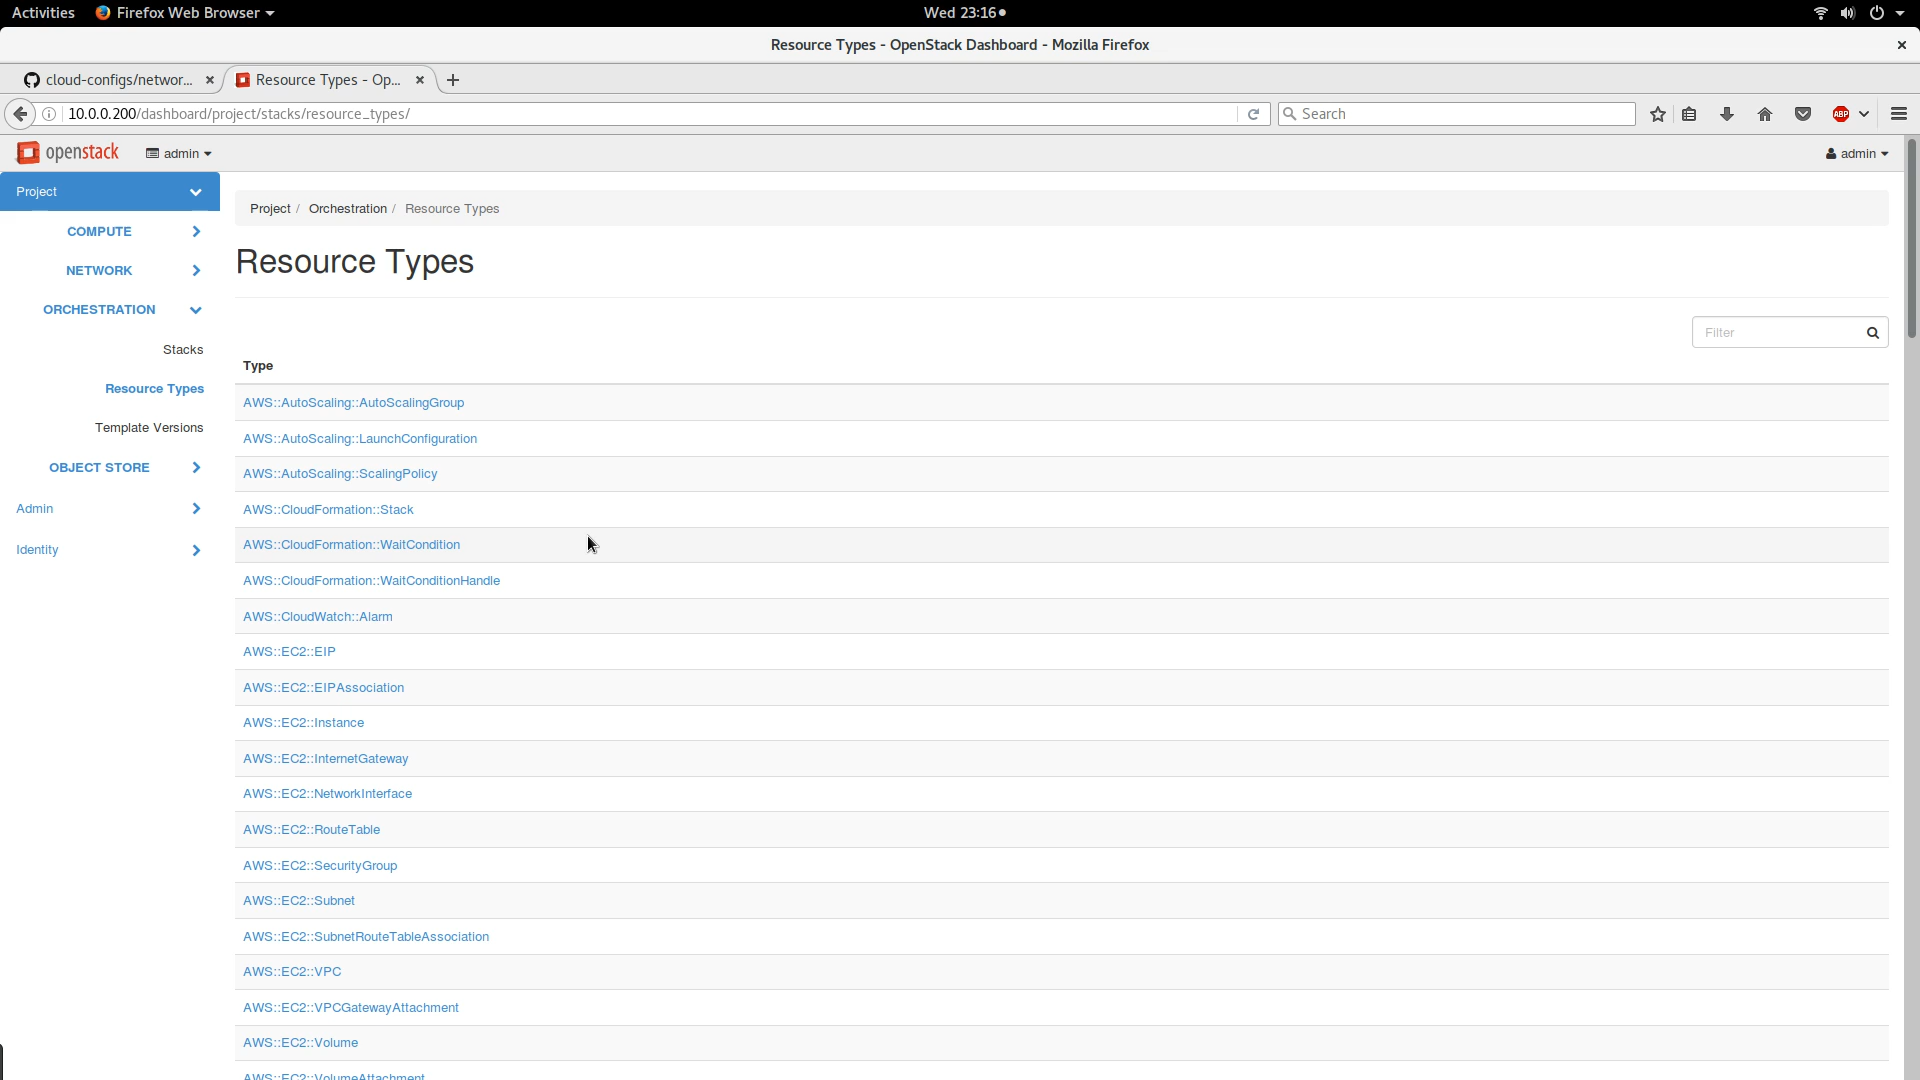 Activities Firefox Web Browser Wed 23:16
Resource Types - OpenStack Dashboard - Mozilla Firefox
cloud-configs/networ... Resource Types - Op...
10.0.0.200/dashboard/project/stacks/resource_types/ Search ABP
openstack admin admin
Project
COMPUTE
NETWORK
ORCHESTRATION
Stacks
Resource Types
Template Versions
OBJECT STORE
Admin
Identity
Project / Orchestration / Resource Types
Resource Types
Filter
Type
AWS::AutoScaling::AutoScalingGroup
AWS::AutoScaling::LaunchConfiguration
AWS::AutoScaling::ScalingPolicy
AWS::CloudFormation::Stack
AWS::CloudFormation::WaitCondition
AWS::CloudFormation::WaitConditionHandle
AWS::CloudWatch::Alarm
AWS::EC2::EIP
AWS::EC2::EIPAssociation
AWS::EC2::Instance
AWS::EC2::InternetGateway
AWS::EC2::NetworkInterface
AWS::EC2::RouteTable
AWS::EC2::SecurityGroup
AWS::EC2::Subnet
AWS::EC2::SubnetRouteTableAssociation
AWS::EC2::VPC
AWS::EC2::VPCGatewayAttachment
AWS::EC2::Volume
AWS::EC2::VolumeAttachment